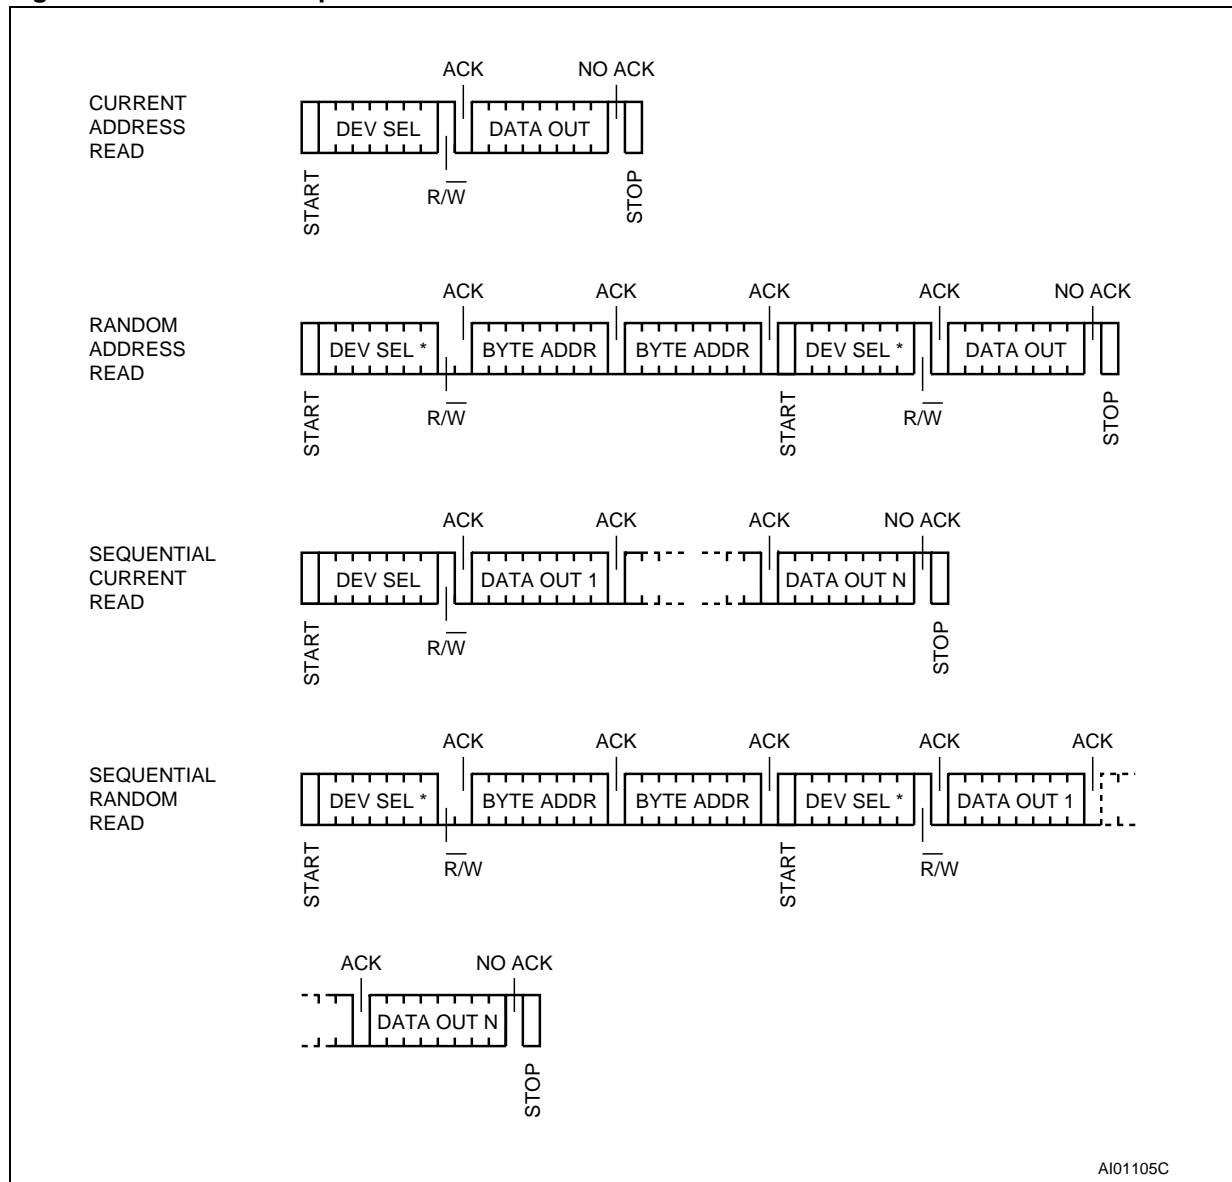 ACK NO ACK
CURRENT
ADDRESS
READ
DEV SEL DATA OUT
START R/W STOP
ACK ACK ACK ACK NO ACK
RANDOM
ADDRESS
READ
DEV SEL * BYTE ADDR BYTE ADDR DEV SEL * DATA OUT
START R/W START R/W STOP
ACK ACK ACK NO ACK
SEQUENTIAL
CURRENT
READ
DEV SEL DATA OUT 1 DATA OUT N
START R/W STOP
ACK ACK ACK ACK ACK
SEQUENTIAL
RANDOM
READ
DEV SEL * BYTE ADDR BYTE ADDR DEV SEL * DATA OUT 1
START R/W START R/W
ACK NO ACK
DATA OUT N
STOP
AI01105C